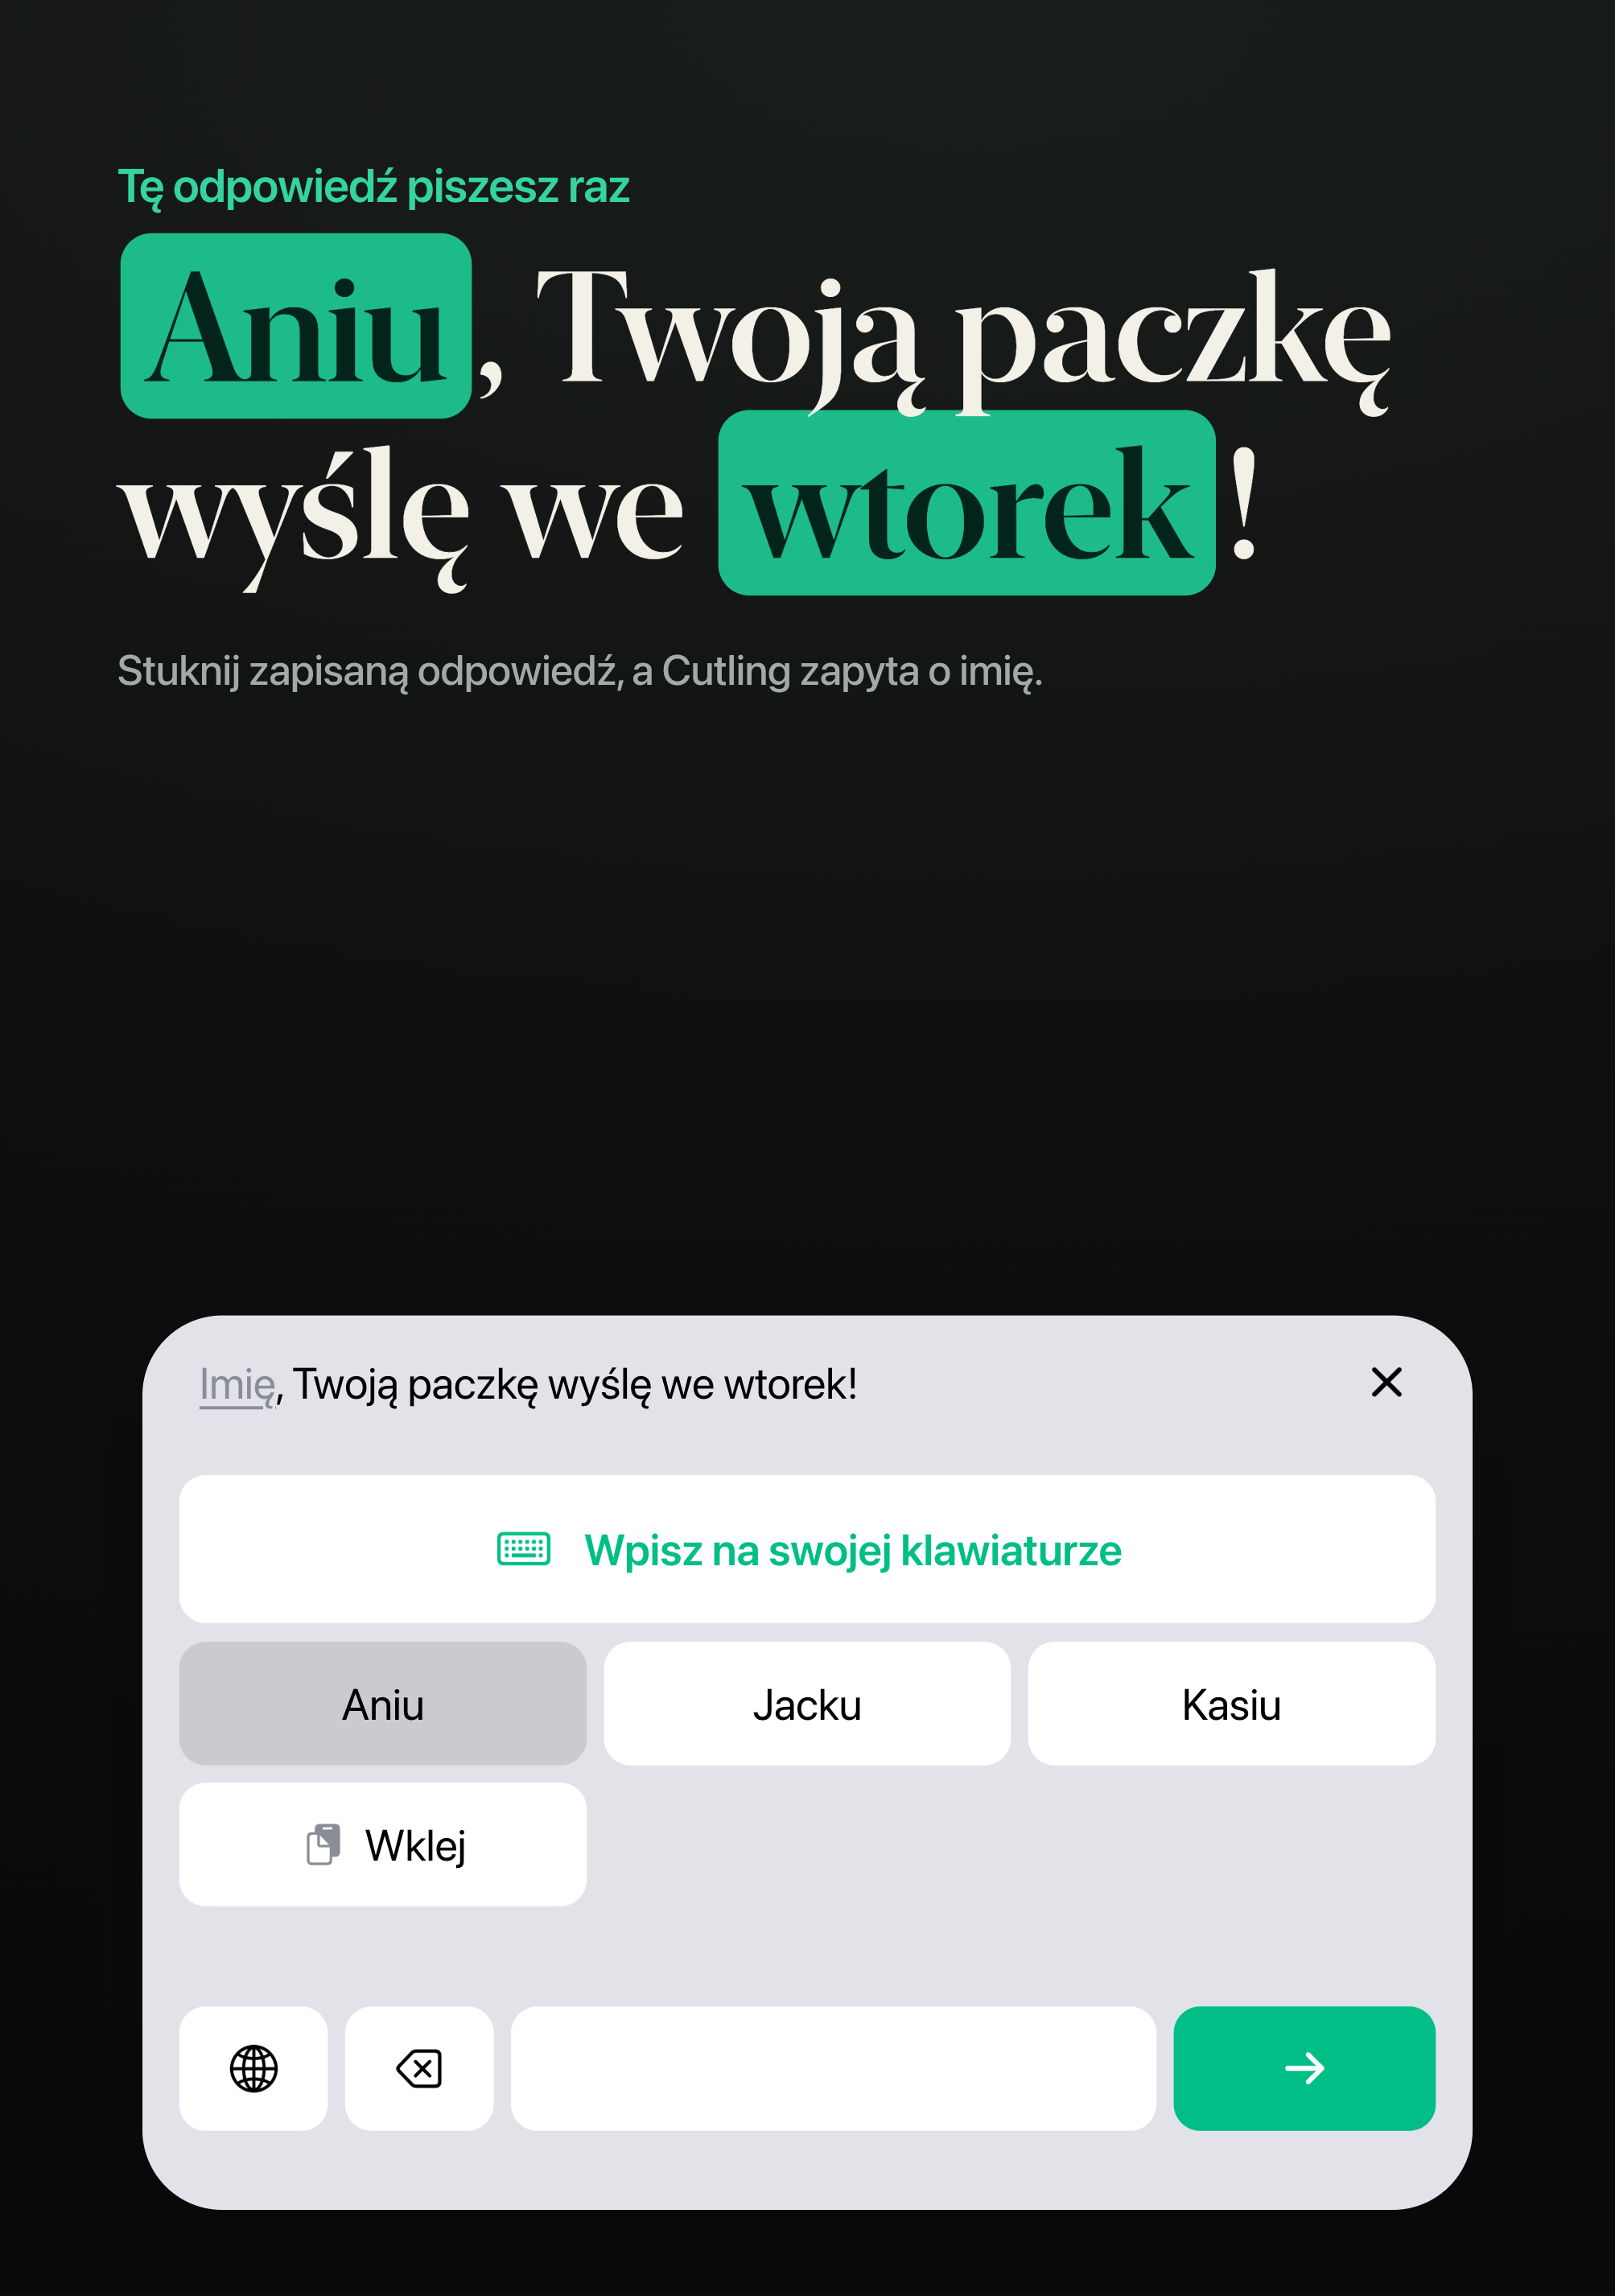 Tę odpowiedź piszesz raz
Aniu, Twoją paczkę
wyślę we wtorek!
Stuknij zapisaną odpowiedź, a Cutling zapyta o imię.
Imię, Twoją paczkę wyślę we wtorek!
Wpisz na swojej klawiaturze
Aniu
Jacku
Kasiu
Wklej